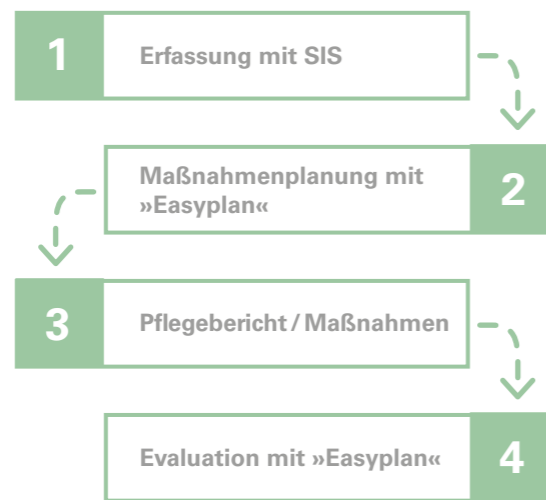 1 Erfassung mit SIS
Maßnahmenplanung mit
»Easyplan« 2
3 Pflegebericht / Maßnahmen
Evaluation mit »Easyplan« 4